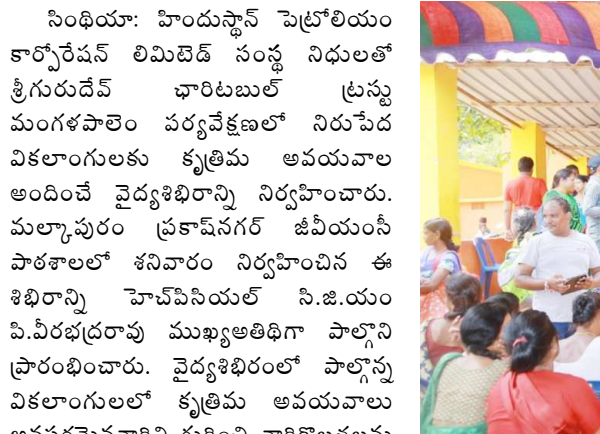 సింథియా: హిందుస్థాన్ పెట్రోలియం
కార్పోరేషన్ లిమిటెడ్ సంస్థ నిధులతో
శ్రీగురుదేవ్ ఛారిటబుల్ ట్రస్టు
మంగళపాలెం పర్యవేక్షణలో నిరుపేద
వికలాంగులకు కృత్రిమ అవయవాల
అందించే వైద్యశిభిరాన్ని నిర్వహించారు.
మల్కాపురం ప్రకాష్‌నగర్ జీవీయంసీ
పాఠశాలలో శనివారం నిర్వహించిన ఈ
శిభిరాన్ని హెచ్‌పిసియల్ సి.జి.యం
పి.వీరభద్రరావు ముఖ్యఅతిథిగా పాల్గొని
ప్రారంభించారు. వైద్యశిభిరంలో పాల్గొన్న
వికలాంగులలో కృత్రిమ అవయవాలు